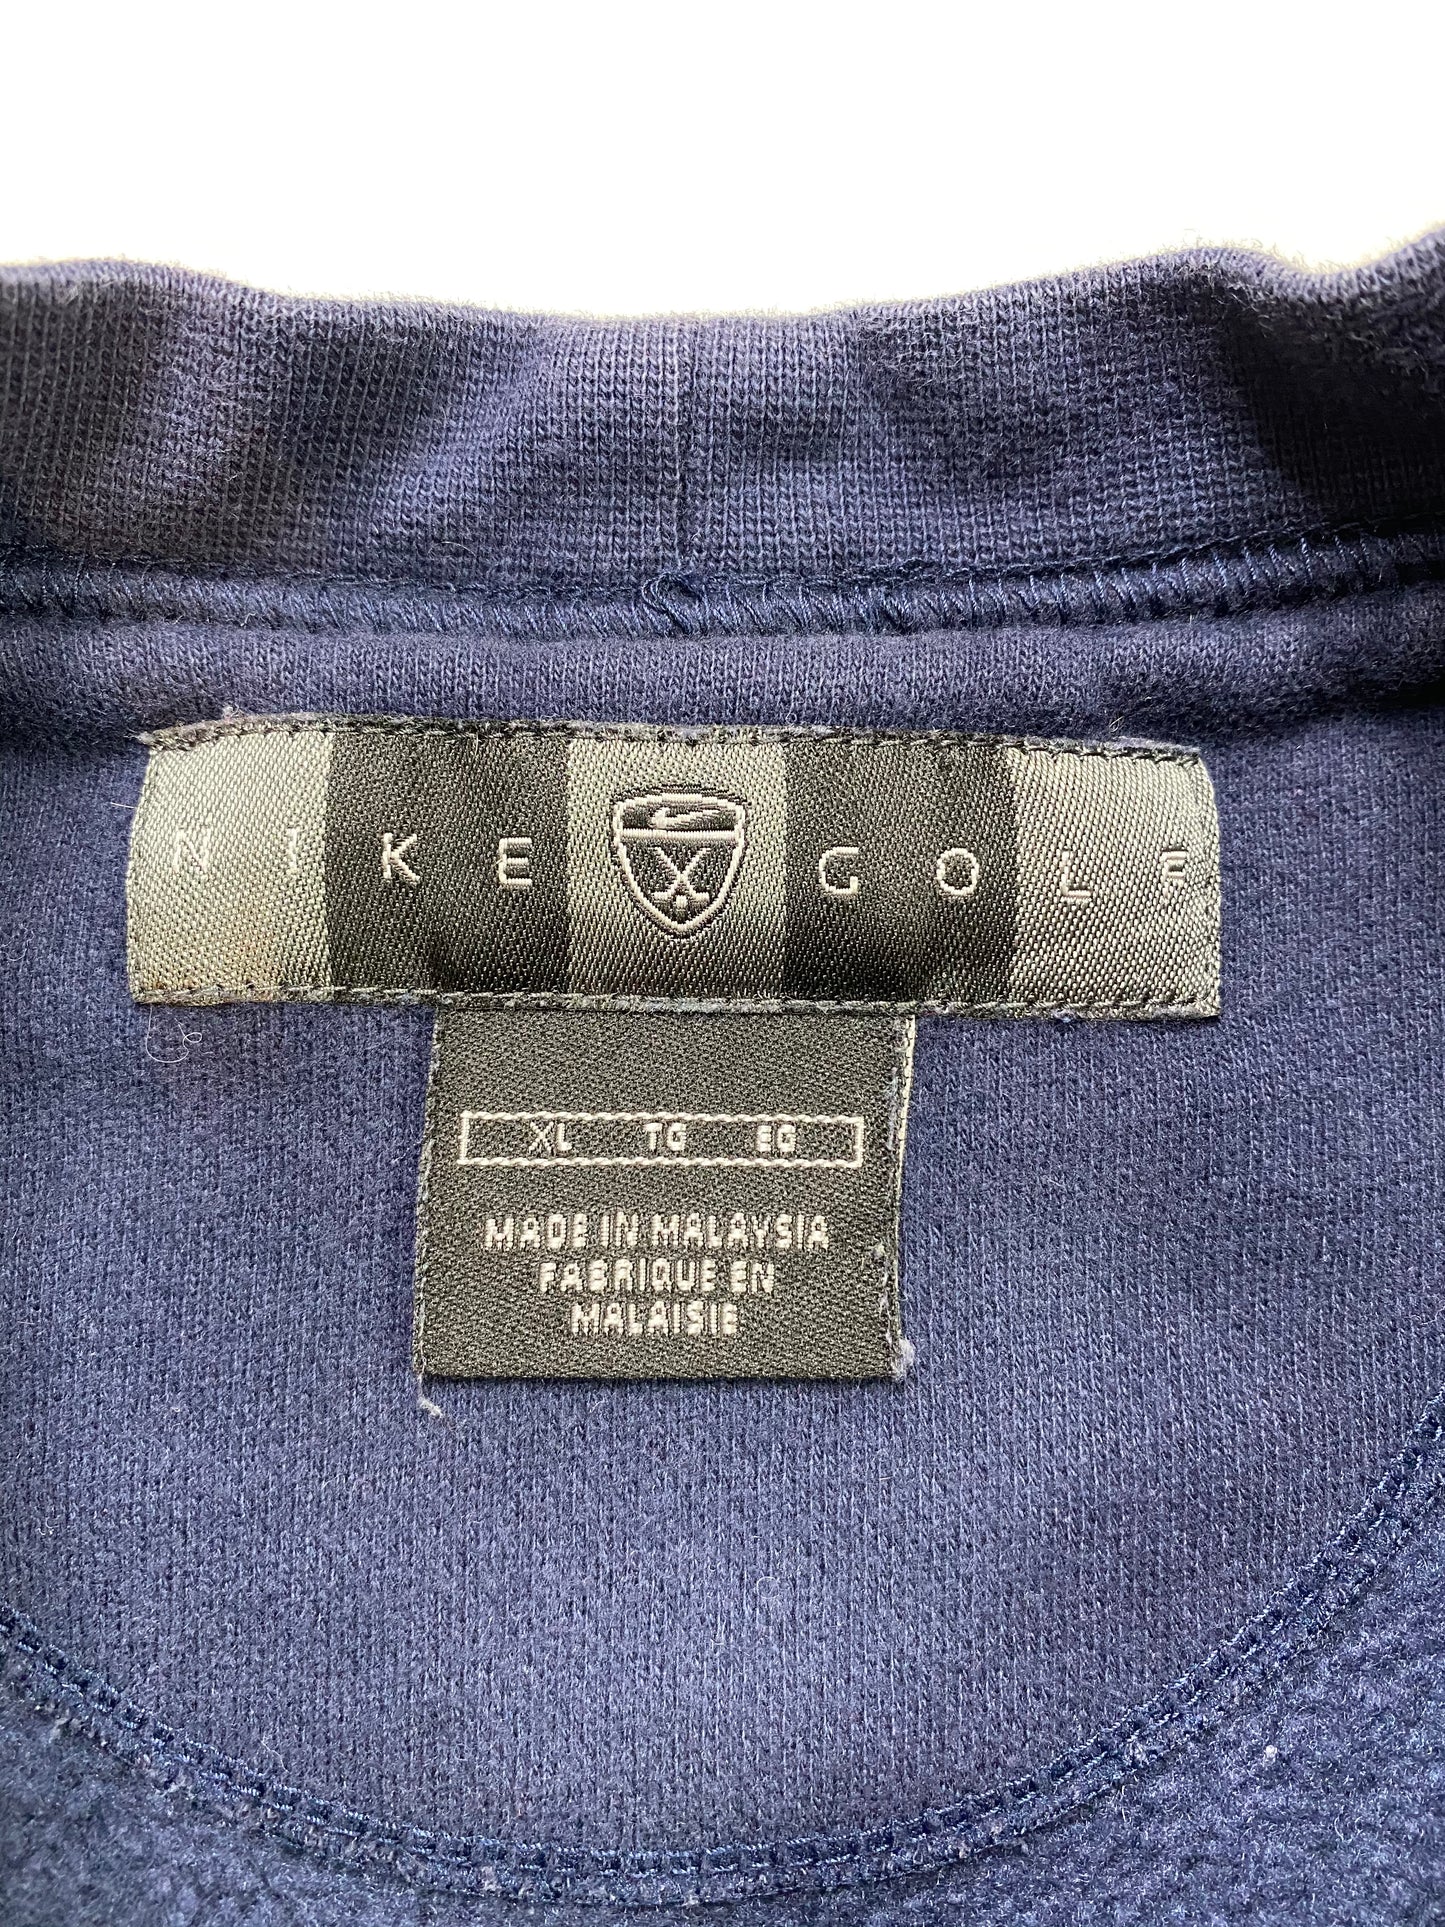 NIKE GOLF
XL TG EG
MADE IN MALAYSIA
FABRIQUE EN
MALAISIE